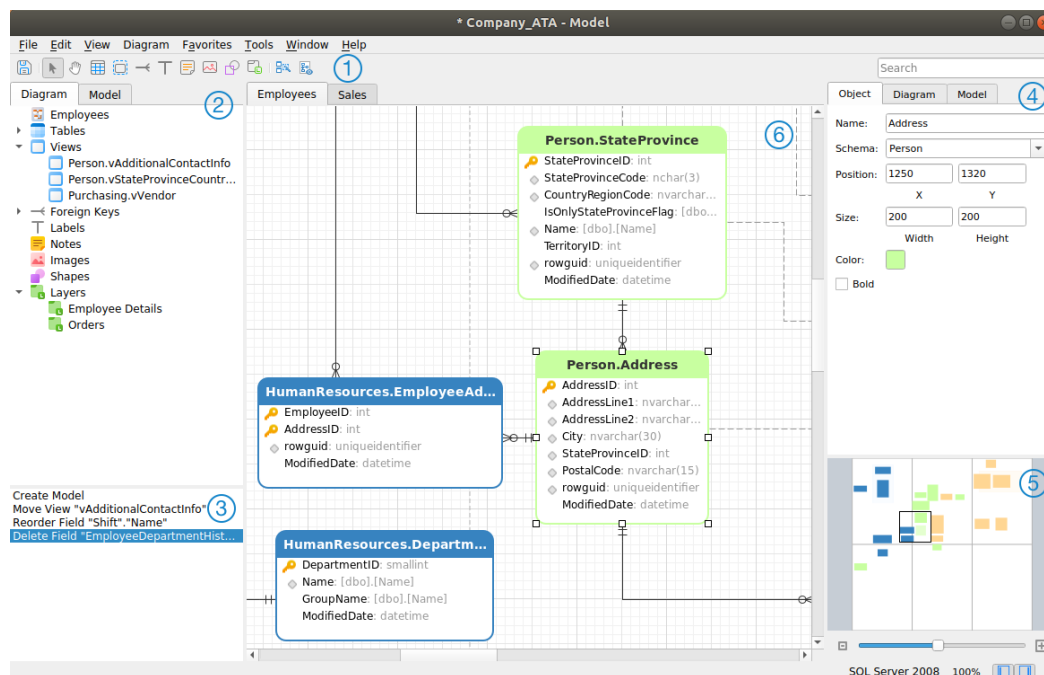 * Company_ATA - Model
File Edit View Diagram Favorites Tools Window Help
1
Search
Diagram Model
2
Employees Sales
Object Diagram Model
4
Employees
Tables
Views
Person.vAdditionalContactInfo
Person.vStateProvinceCountr...
Purchasing.vVendor
Foreign Keys
Labels
Notes
Images
Shapes
Layers
Employee Details
Orders
Create Model
Move View "vAdditionalContactInfo"
3
Reorder Field "Shift"."Name"
Delete Field "EmployeeDepartmentHist...
6
Person.StateProvince
StateProvinceID: int
StateProvinceCode: nchar(3)
CountryRegionCode: nvarchar...
IsOnlyStateProvinceFlag: [dbo...
Name: [dbo].[Name]
TerritoryID: int
rowguid: uniqueidentifier
ModifiedDate: datetime
Person.Address
AddressID: int
AddressLine1: nvarchar...
AddressLine2: nvarchar...
City: nvarchar(30)
StateProvinceID: int
PostalCode: nvarchar(15)
rowguid: uniqueidentifier
ModifiedDate: datetime
HumanResources.EmployeeAd...
EmployeeID: int
AddressID: int
rowguid: uniqueidentifier
ModifiedDate: datetime
HumanResources.Departm...
DepartmentID: smallint
Name: [dbo].[Name]
GroupName: [dbo].[Name]
ModifiedDate: datetime
Name: Address
Schema: Person
Position: 1250 1320
X Y
Size: 200 200
Width Height
Color:
Bold
5
SQL Server 2008 100%